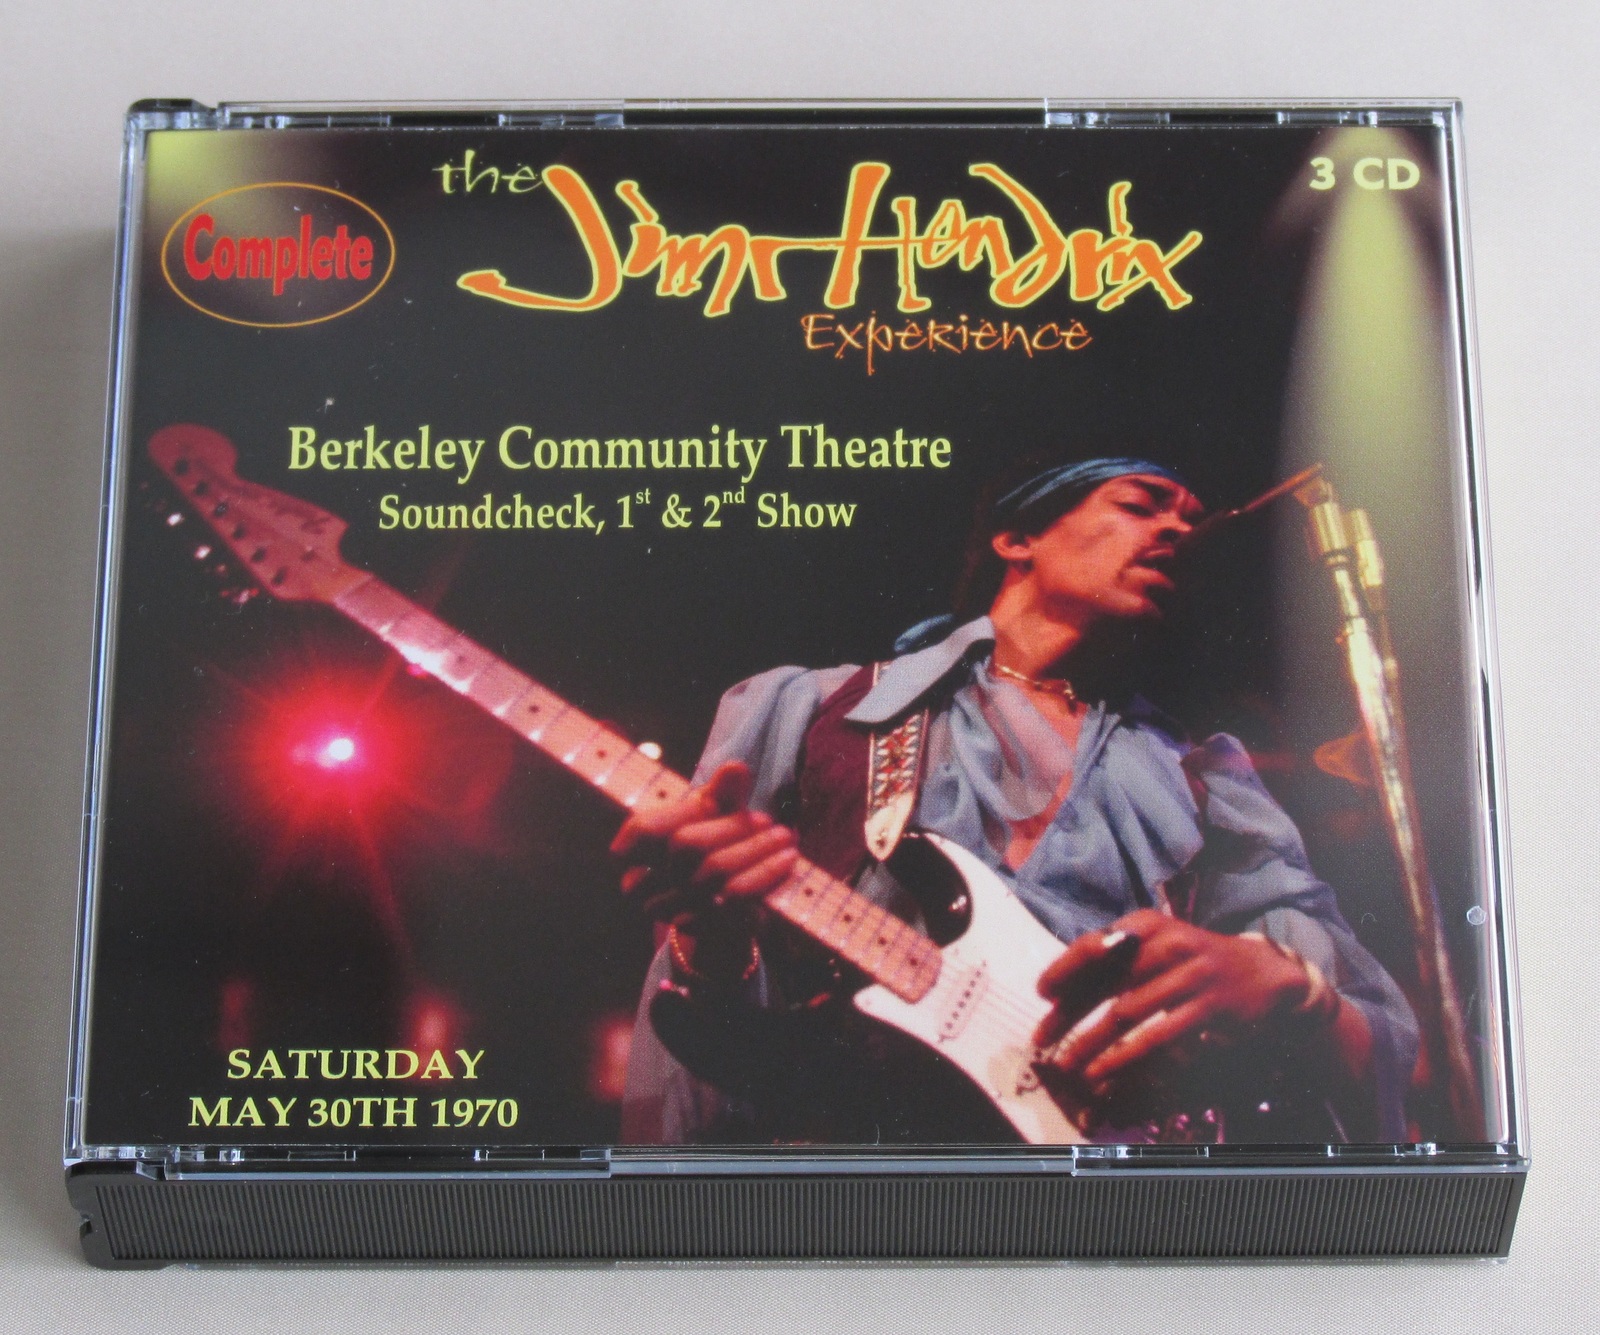 the Jimi Hendrix
Experience
3 CD
Complete
Berkeley Community Theatre
Soundcheck, 1st & 2nd Show
SATURDAY
MAY 30TH 1970